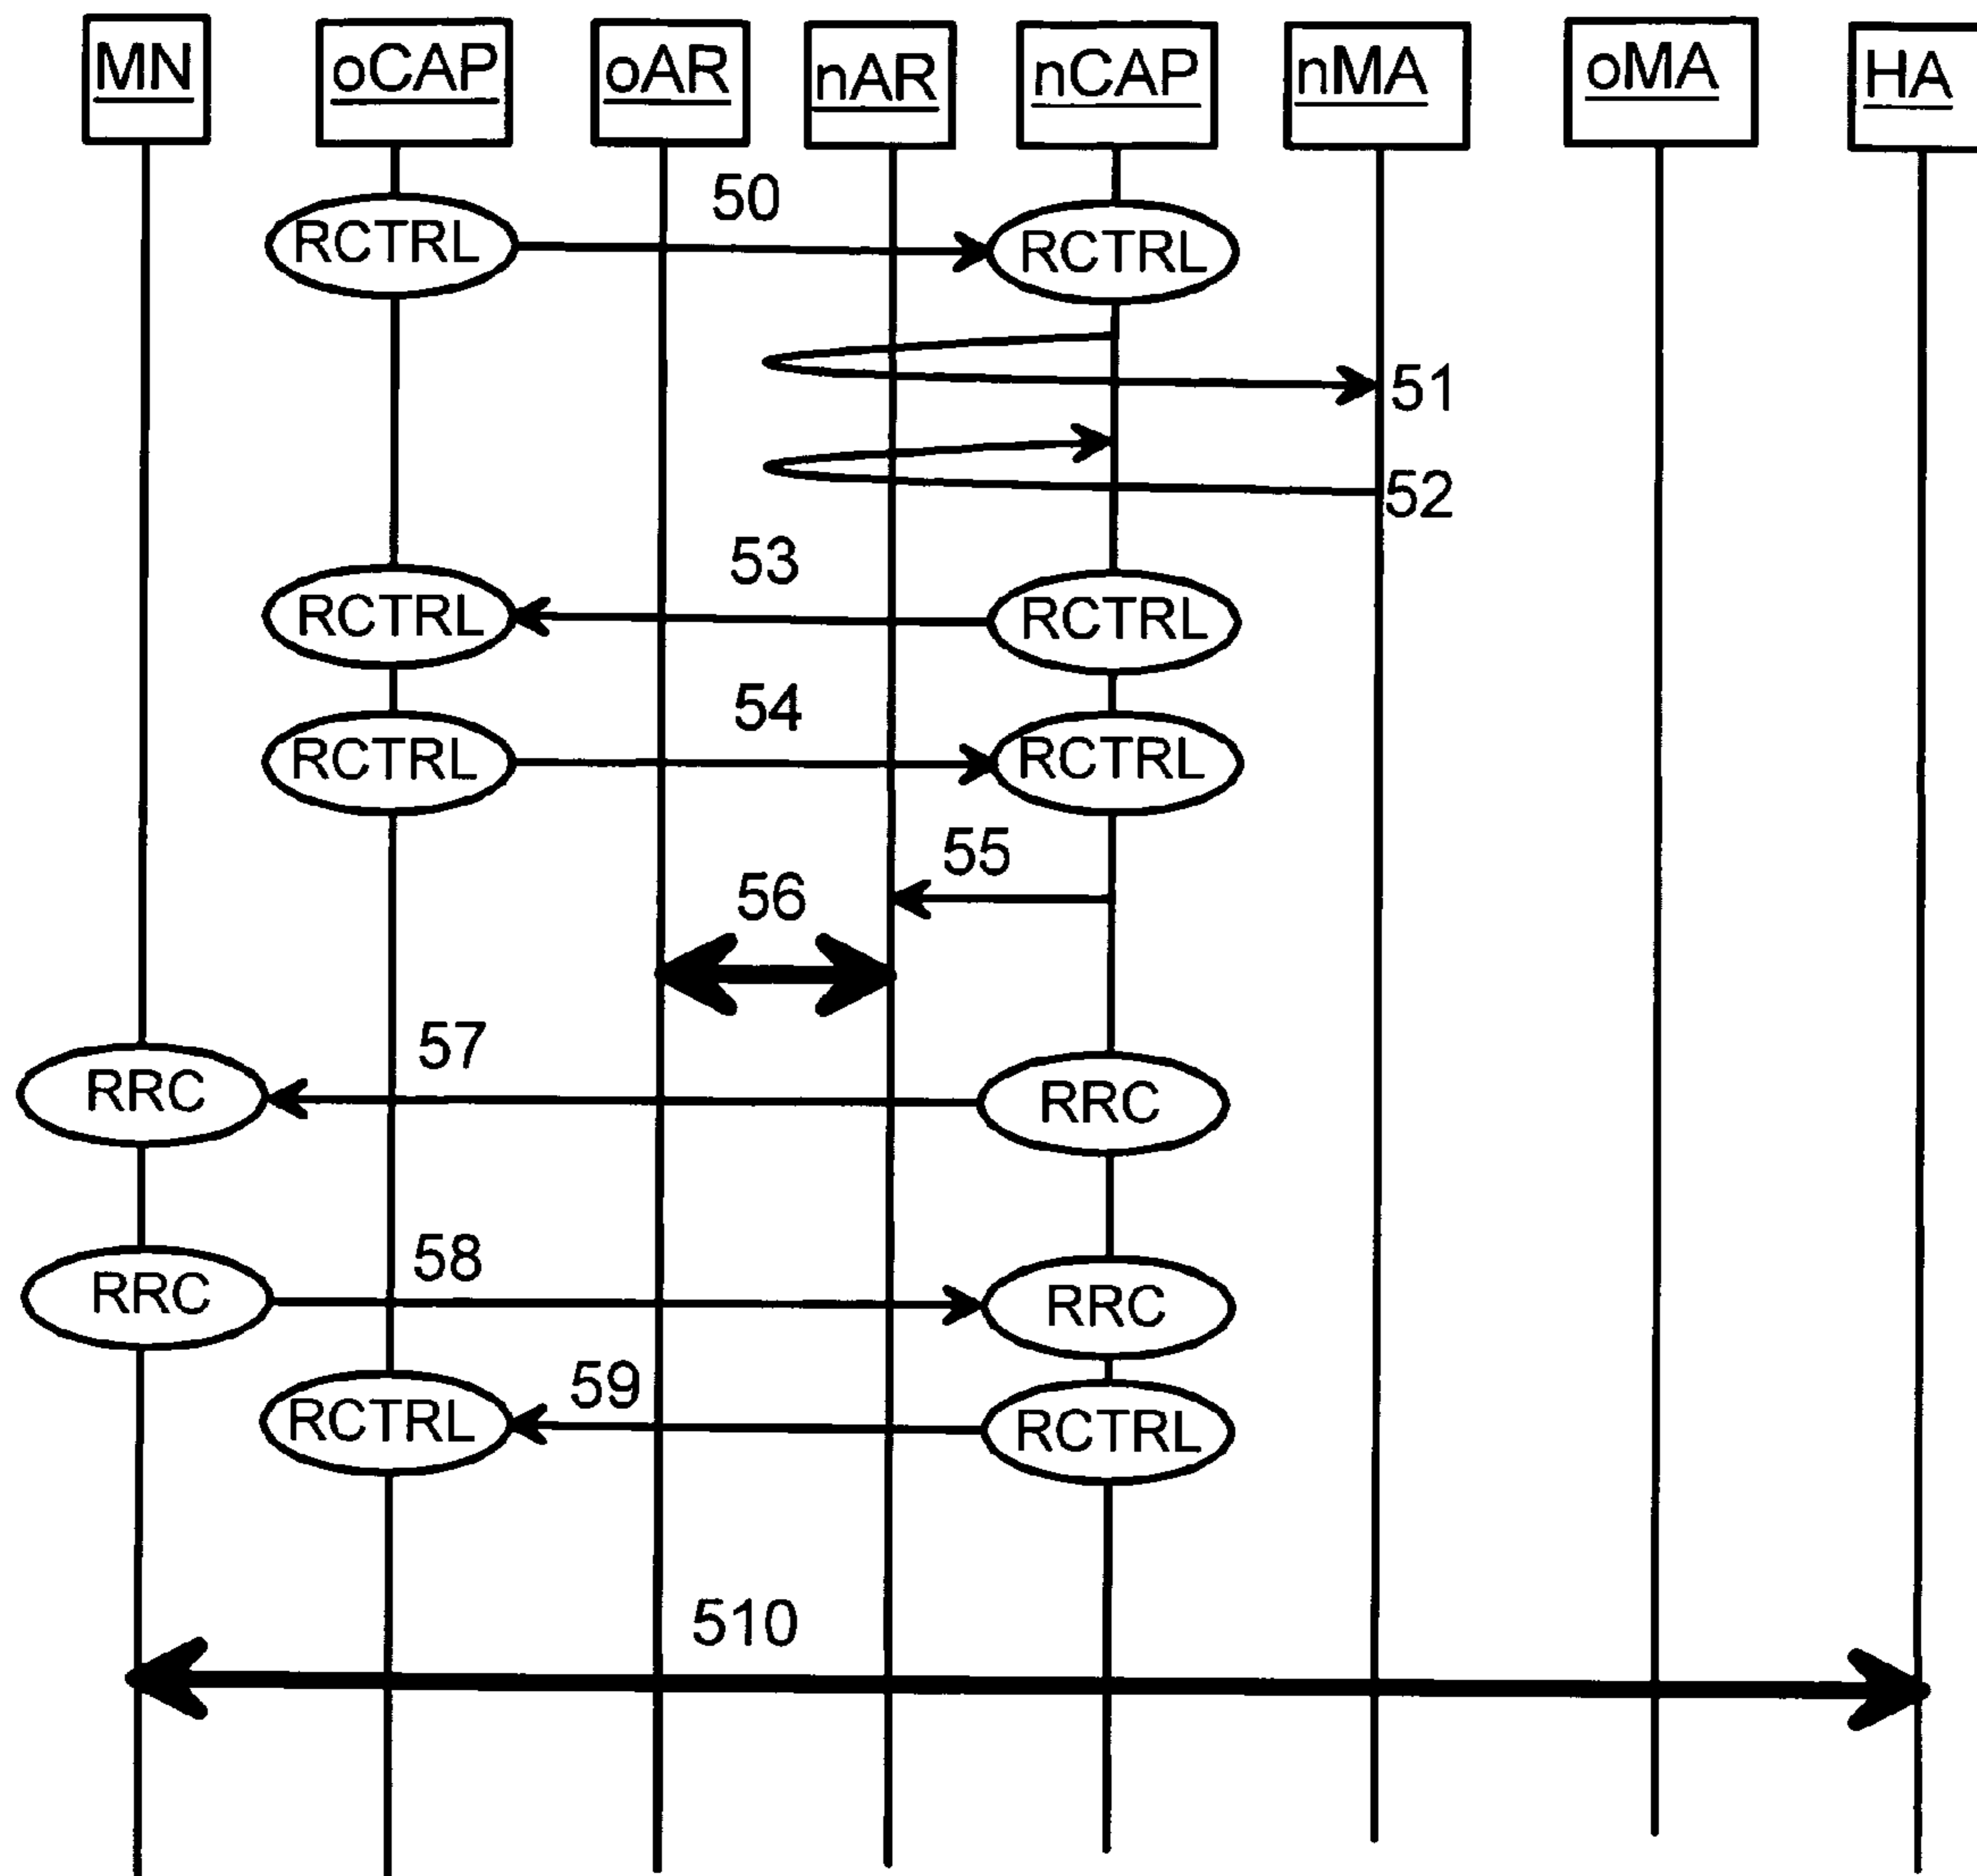 MN oCAP oAR nAR nCAP nMA oMA HA
50
RCTRL RCTRL
51
52
53
RCTRL RCTRL
54
RCTRL RCTRL
55
56
57
RRC RRC
58
RRC RRC
59
RCTRL RCTRL
510